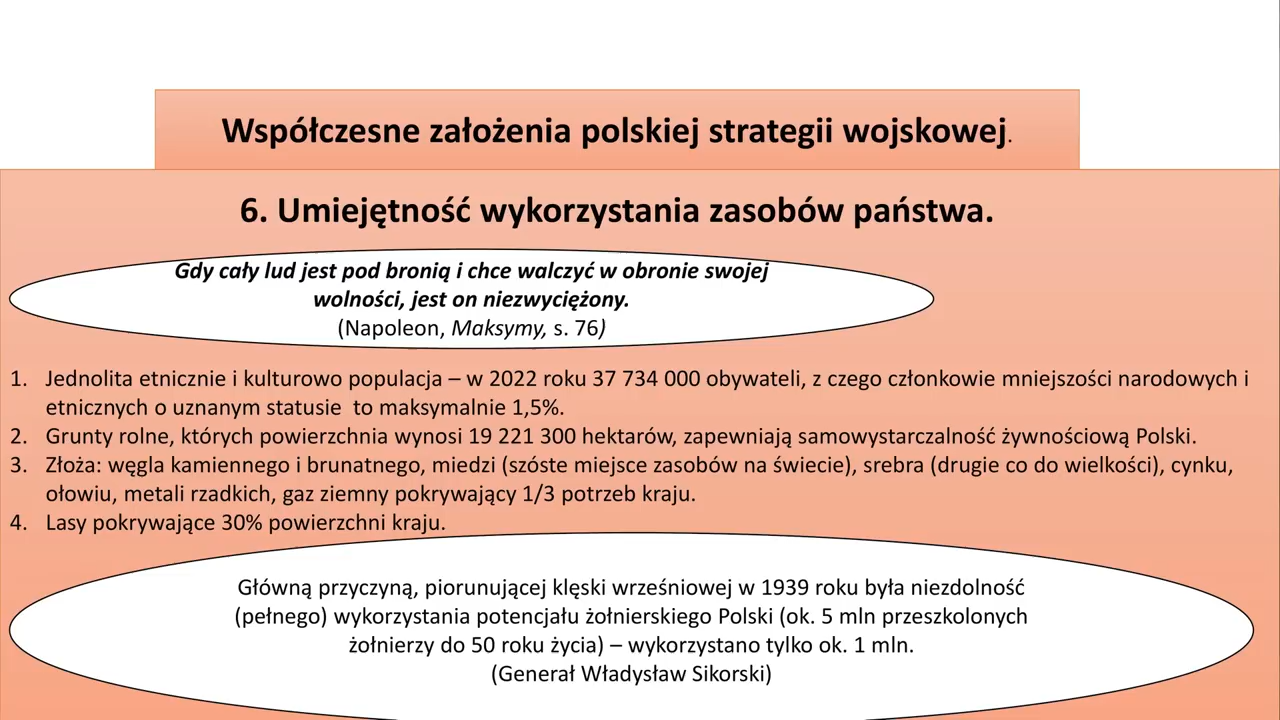 Współczesne założenia polskiej strategii wojskowej.
6. Umiejętność wykorzystania zasobów państwa.
Gdy cały lud jest pod bronią i chce walczyć w obronie swojej
wolności, jest on niezwyciężony.
(Napoleon, Maksymy, s. 76)
1. Jednolita etnicznie i kulturowo populacja – w 2022 roku 37 734 000 obywateli, z czego członkowie mniejszości narodowych i
etnicznych o uznanym statusie to maksymalnie 1,5%.
2. Grunty rolne, których powierzchnia wynosi 19 221 300 hektarów, zapewniają samowystarczalność żywnościową Polski.
3. Złoża: węgla kamiennego i brunatnego, miedzi (szóste miejsce zasobów na świecie), srebra (drugie co do wielkości), cynku,
ołowiu, metali rzadkich, gaz ziemny pokrywający 1/3 potrzeb kraju.
4. Lasy pokrywające 30% powierzchni kraju.
Główną przyczyną, piorunującej klęski wrześniowej w 1939 roku była niezdolność
(pełnego) wykorzystania potencjału żołnierskiego Polski (ok. 5 mln przeszkolonych
żołnierzy do 50 roku życia) – wykorzystano tylko ok. 1 mln.
(Generał Władysław Sikorski)